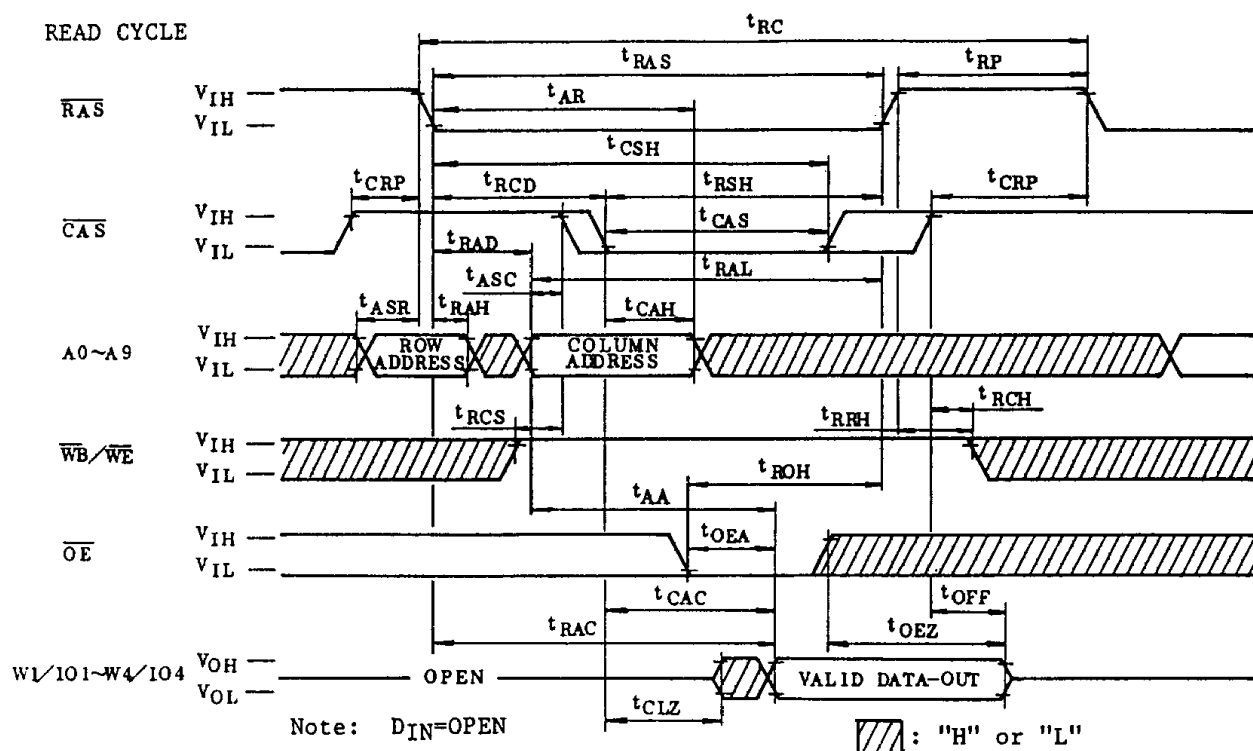 READ CYCLE
tRC
tRAS
tRP
tAR
RAS
VIH
VIL
tCSH
tCRP
tRCD
tRSH
tCRP
CAS
VIH
VIL
tCAS
tRAD
tRAL
tASC
tASR
tRAH
tCAH
A0~A9
VIH
VIL
ROW
ADDRESS
COLUMN
ADDRESS
tRCS
tRRH
tRCH
WB/WE
VIH
VIL
tROH
tAA
tOEA
OE
VIH
VIL
tCAC
tOFF
tRAC
tOEZ
W1/IO1~W4/IO4
VOH
VOL
OPEN
VALID DATA-OUT
tCLZ
Note: DIN=OPEN
: "H" or "L"